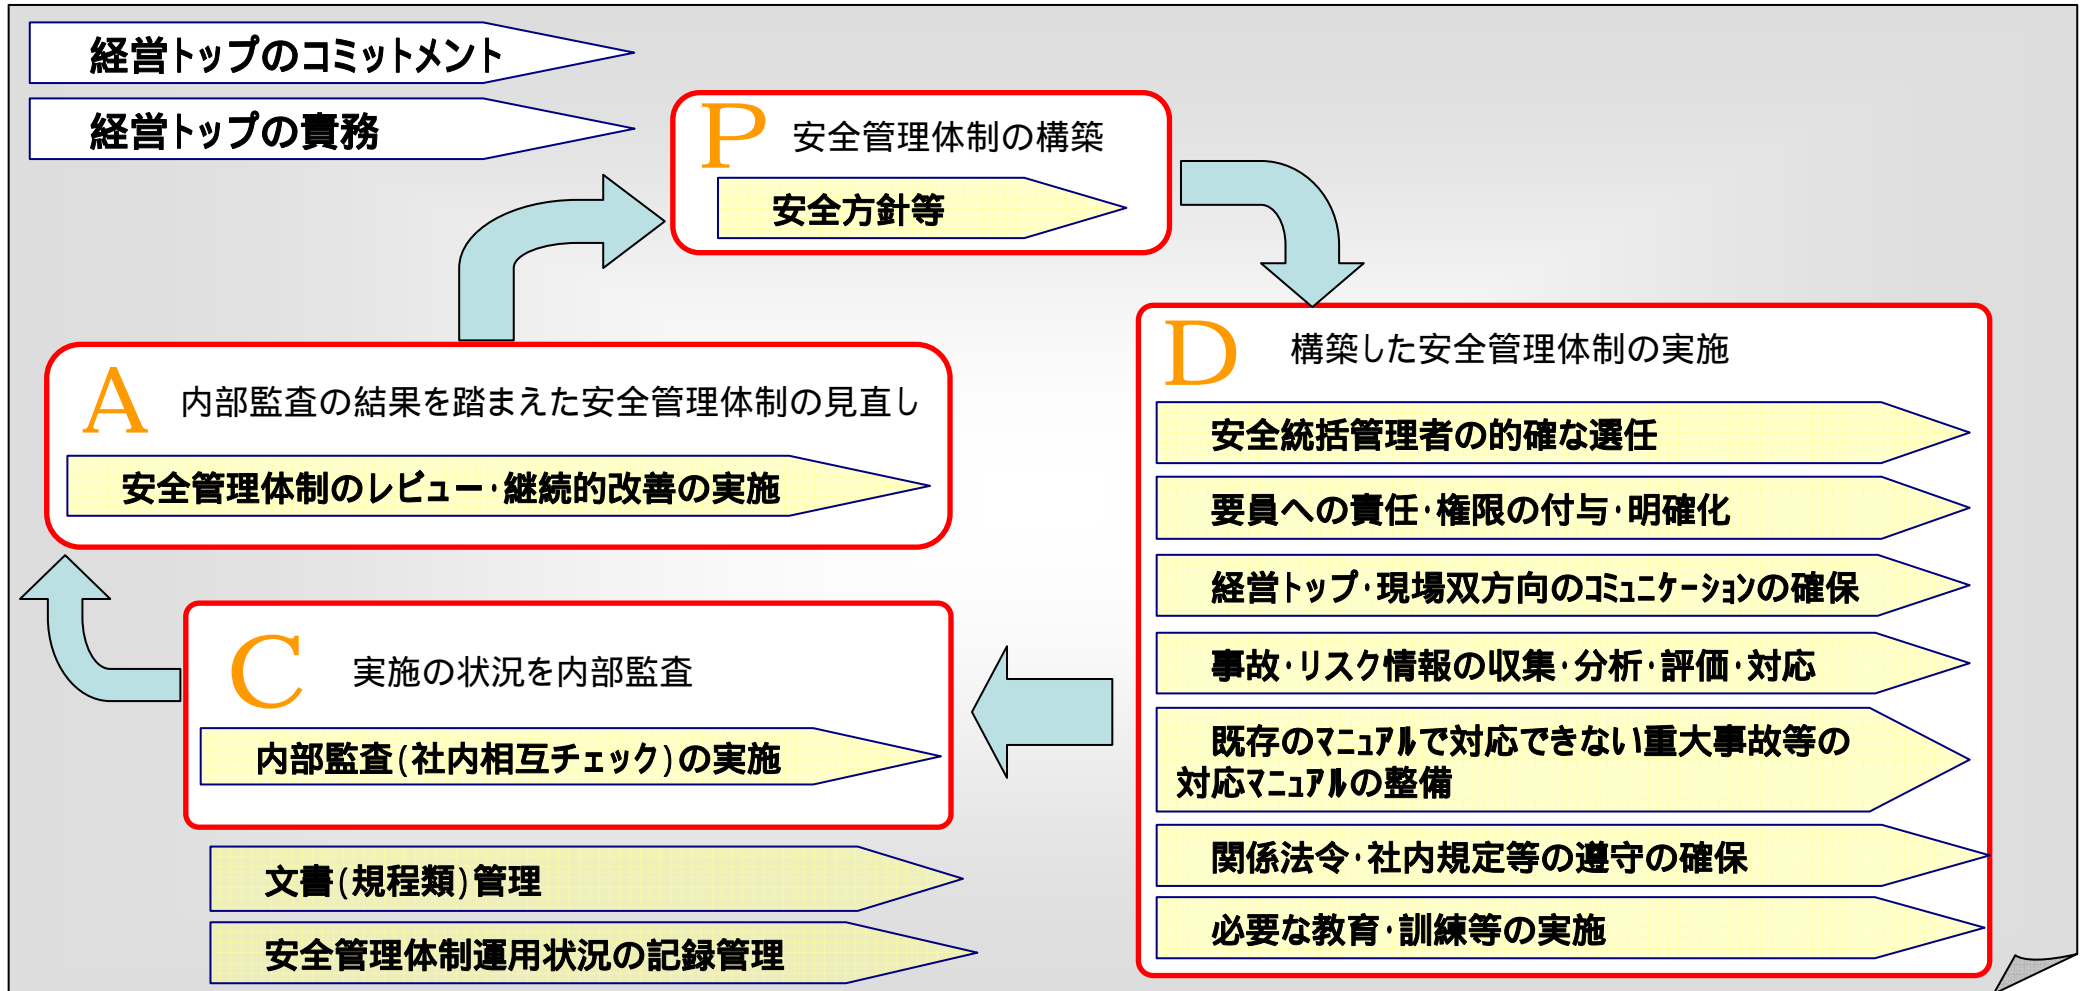 経営トップのコミットメント
経営トップの責務
P 安全管理体制の構築
安全方針等
D 構築した安全管理体制の実施
安全統括管理者の的確な選任
要員への責任・権限の付与・明確化
経営トップ・現場双方向のｺﾐｭﾆｹｰｼｮﾝの確保
事故・リスク情報の収集・分析・評価・対応
既存のﾏﾆｭｱﾙで対応できない重大事故等の
対応ﾏﾆｭｱﾙの整備
関係法令・社内規定等の遵守の確保
必要な教育・訓練等の実施
C 実施の状況を内部監査
内部監査(社内相互チェック)の実施
A 内部監査の結果を踏まえた安全管理体制の見直し
安全管理体制のレビュー・継続的改善の実施
文書(規程類)管理
安全管理体制運用状況の記録管理